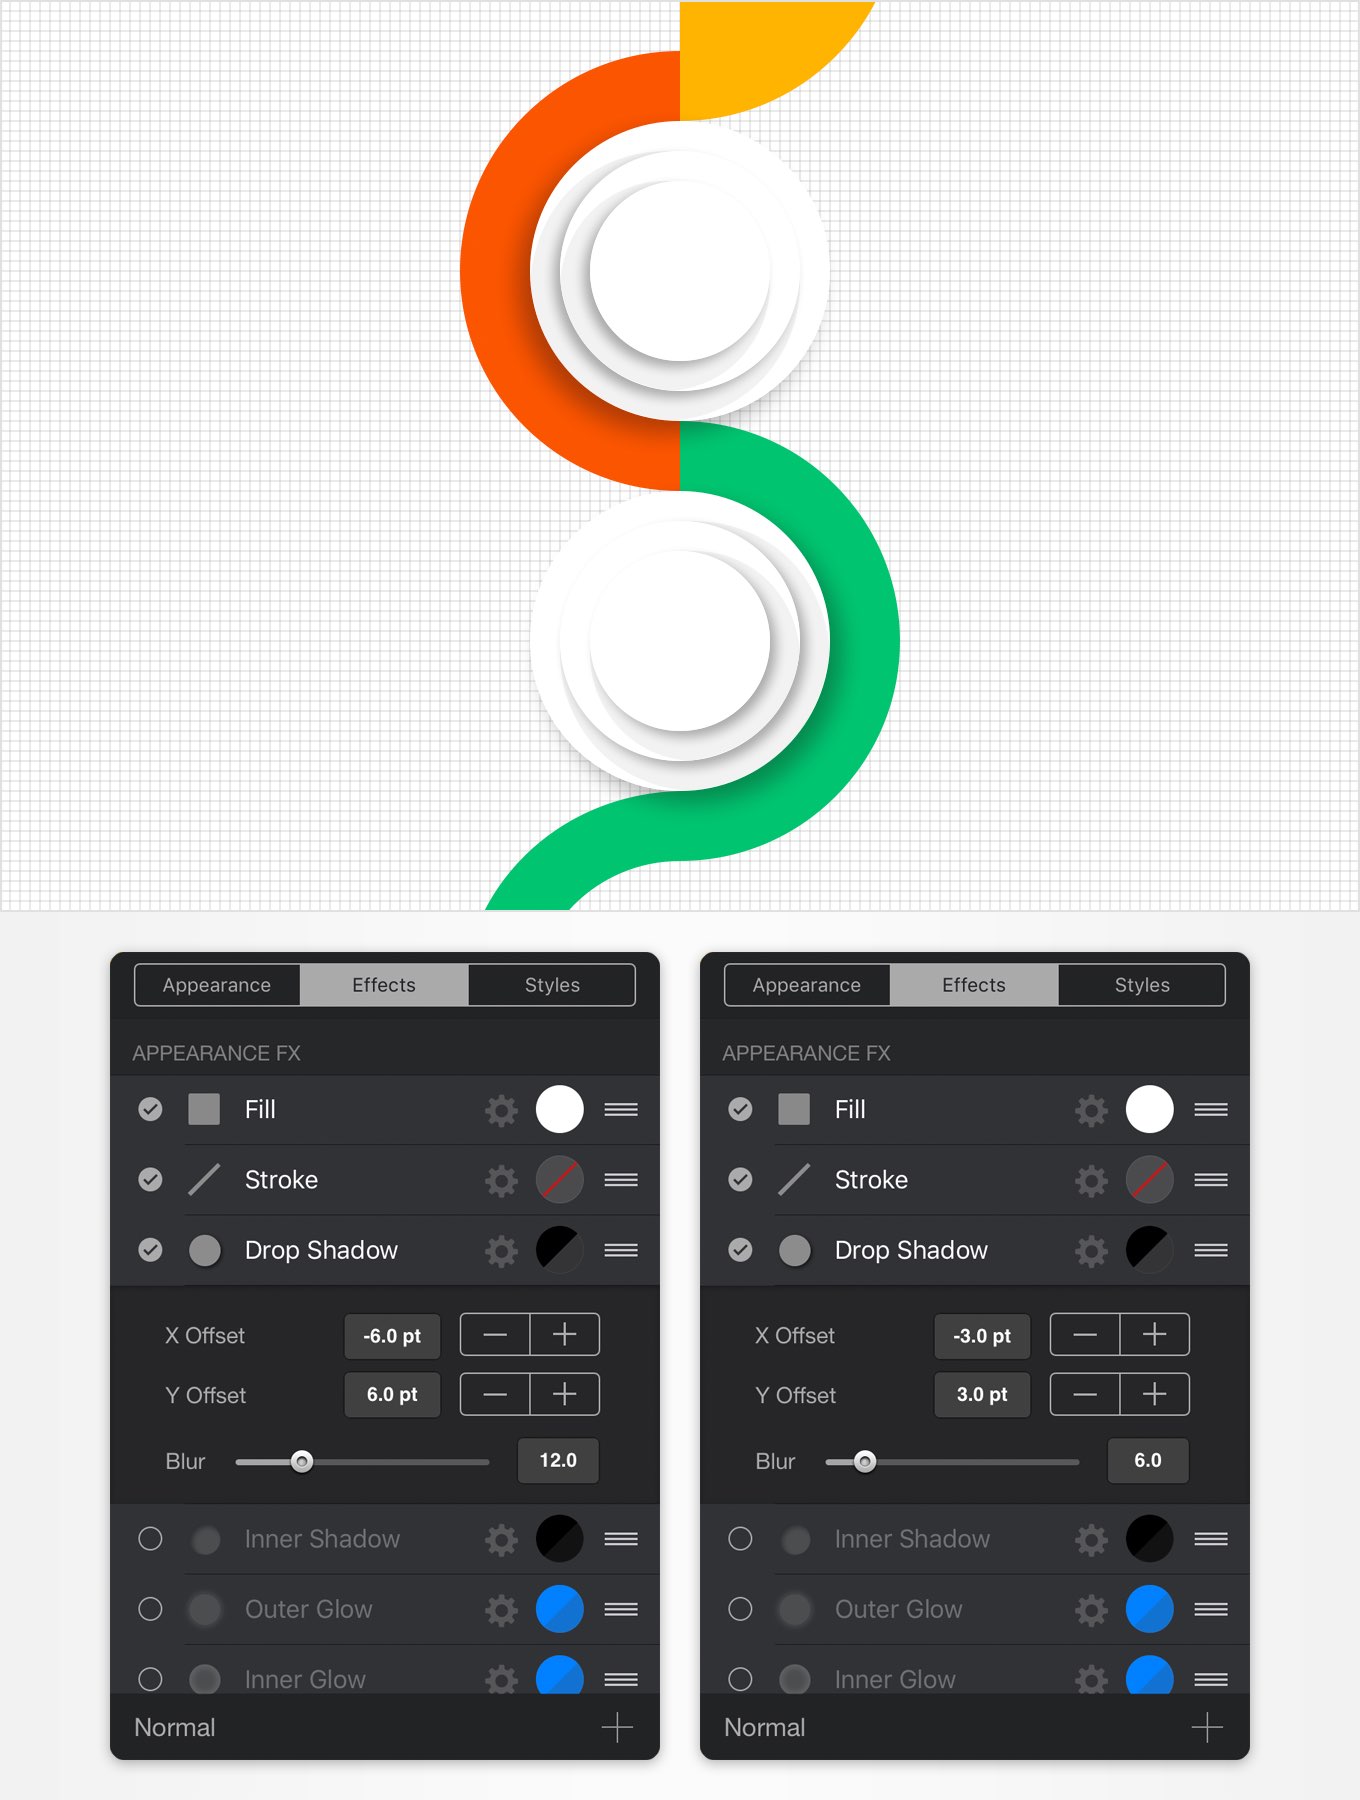 Appearance Effects Styles
APPEARANCE FX
Fill
Stroke
Drop Shadow
X Offset -6.0 pt
Y Offset 6.0 pt
Blur 12.0
Inner Shadow
Outer Glow
Inner Glow
Normal
Appearance Effects Styles
APPEARANCE FX
Fill
Stroke
Drop Shadow
X Offset -3.0 pt
Y Offset 3.0 pt
Blur 6.0
Inner Shadow
Outer Glow
Inner Glow
Normal